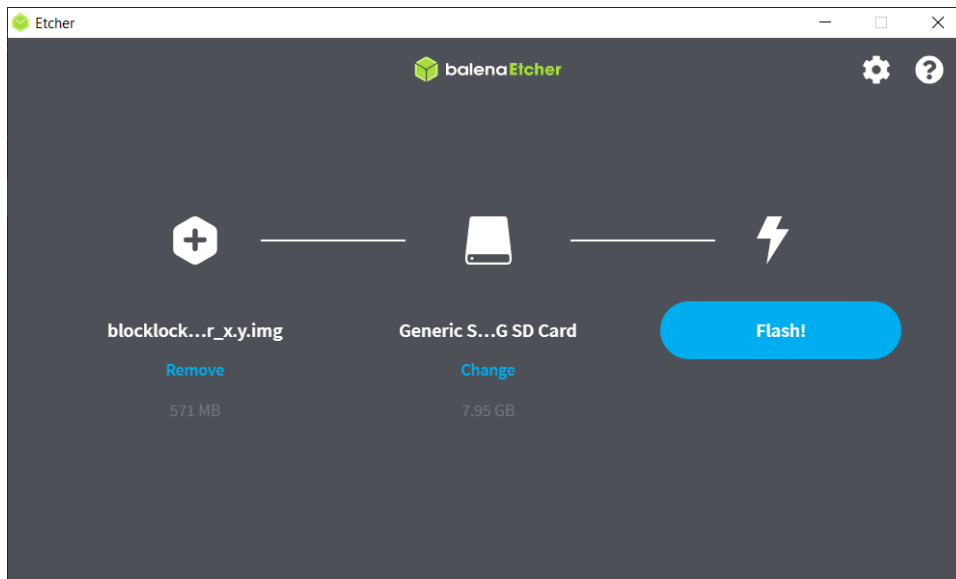 Etcher
balenaEtcher
blocklock...r_x.y.img
Generic S...G SD Card
Flash!
Remove
Change
571 MB
7.95 GB